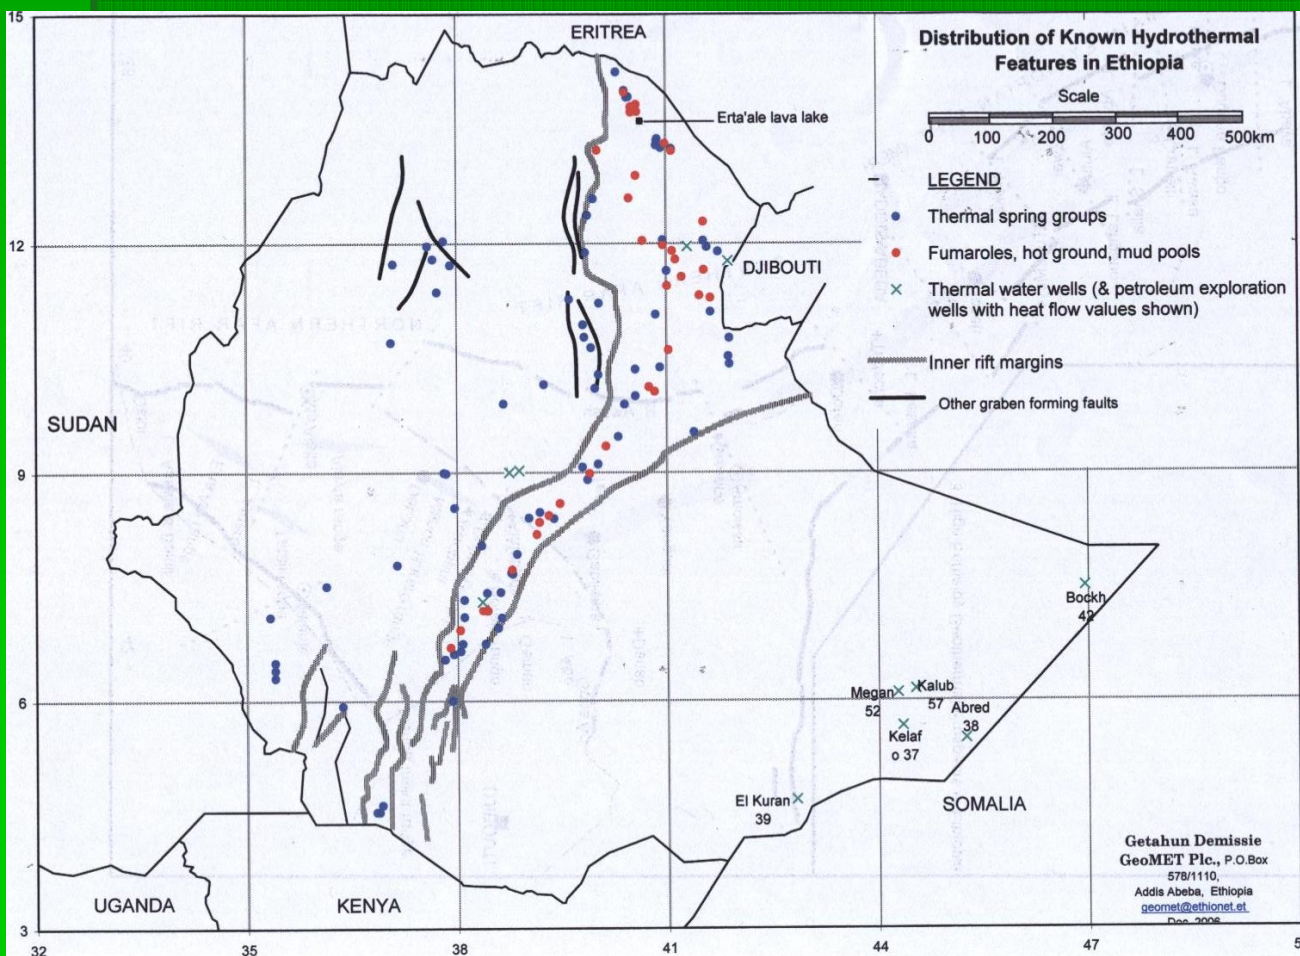 15
ERITREA
Distribution of Known Hydrothermal
Features in Ethiopia
Scale
0 100 200 300 400 500km
Erta'ale lava lake
LEGEND
Thermal spring groups
Fumaroles, hot ground, mud pools
Thermal water wells (& petroleum exploration
wells with heat flow values shown)
Inner rift margins
Other graben forming faults
12
DJIBOUTI
SUDAN
9
Bockh
42
6
Megan
52
Kalub
57
Abred
38
Kelaf
o 37
El Kuran
39
SOMALIA
Getahun Demissie
GeoMET Plc., P.O.Box
578/1110,
Addis Abeba, Ethiopia
geomet@ethionet.et
Dec. 2006
UGANDA
KENYA
3
32 35 38 41 44 47 5